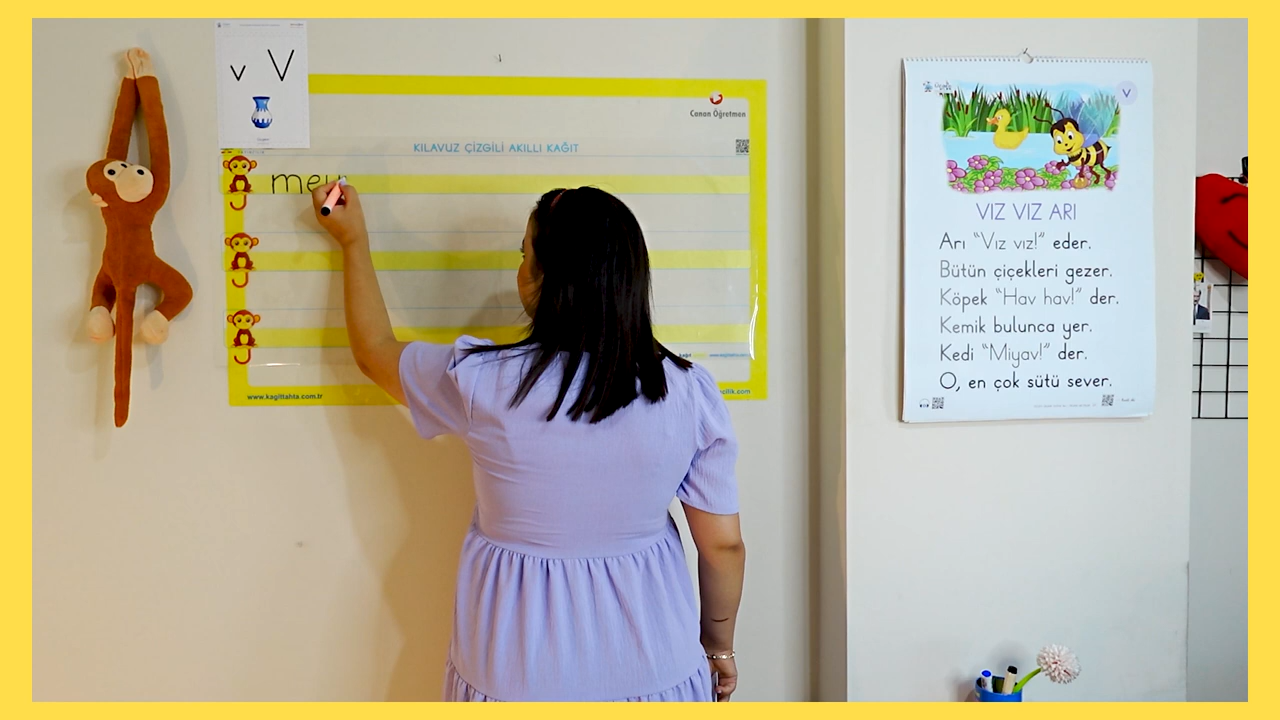 v V
Canan Öğretmen
KILAVUZ ÇİZGİLİ AKILLI KAĞIT
www.kagittahta.com.tr
v
VIZ VIZ ARI
Arı “Vız vız!” eder.
Bütün çiçekleri gezer.
Köpek “Hav hav!” der.
Kemik bulunca yer.
Kedi “Miyav!” der.
O, en çok sütü sever.